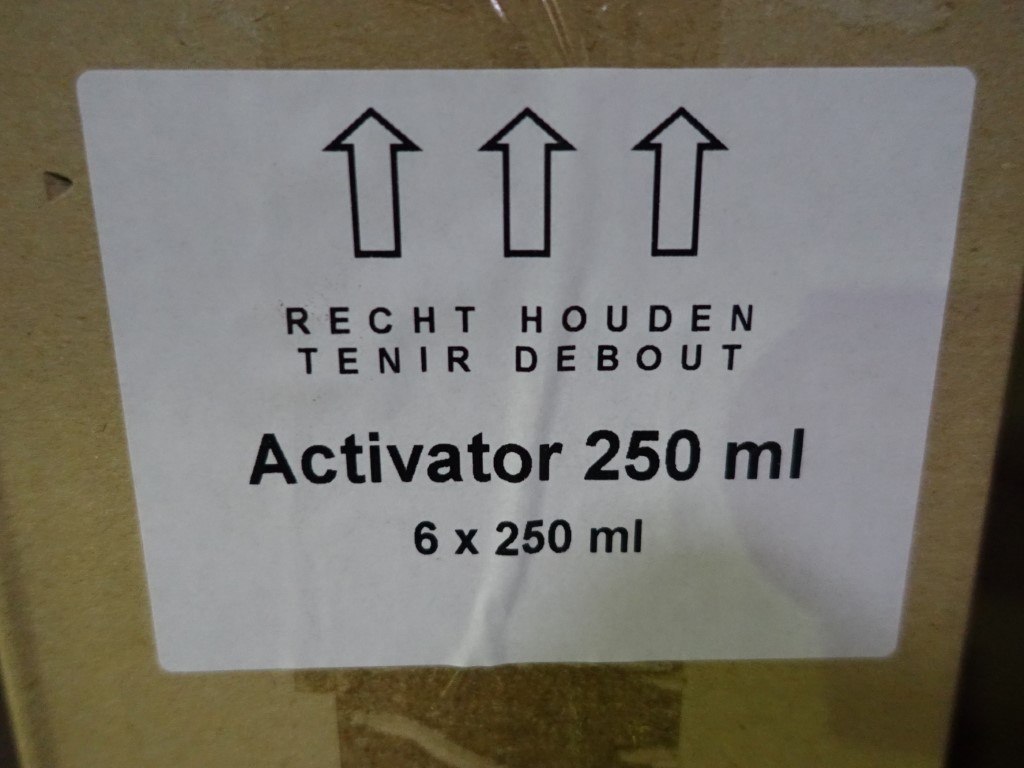 RECHT HOUDEN
TENIR DEBOUT
Activator 250 ml
6 x 250 ml